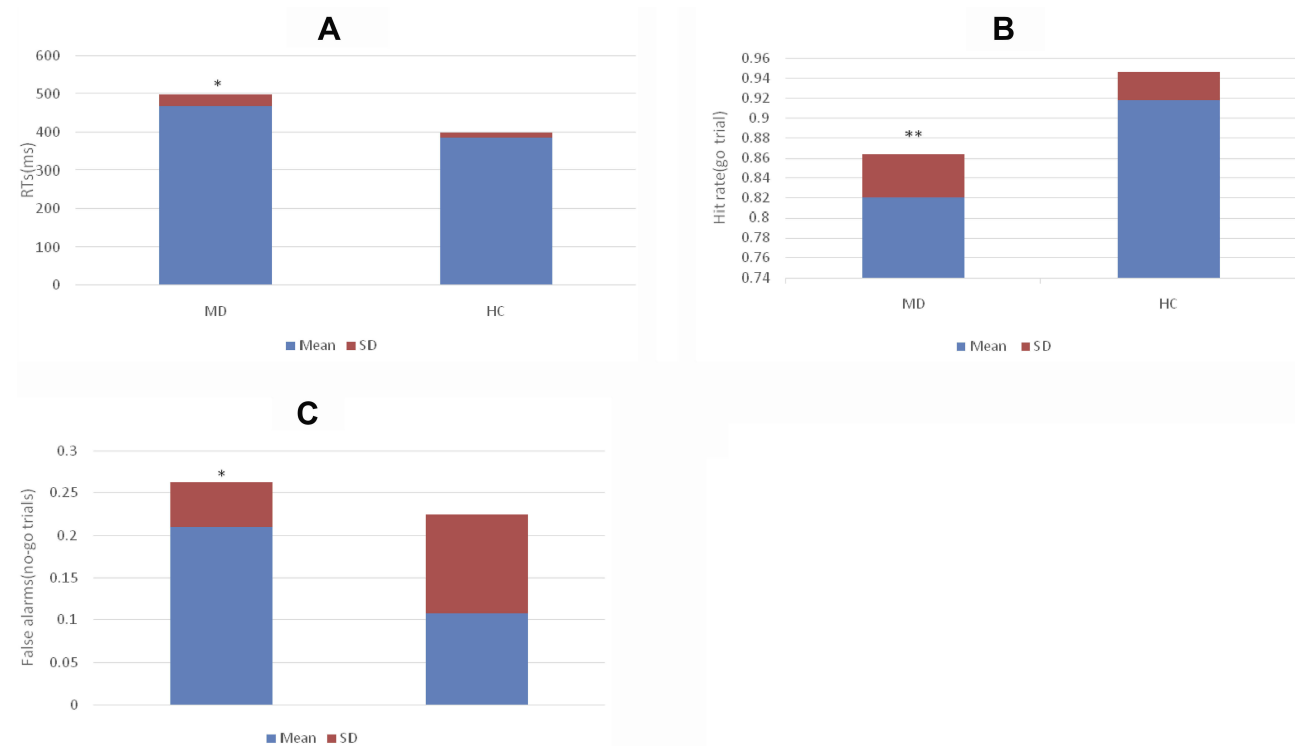 A
600
500
400
300
200
100
0
RTs(ms)
*
MD
HC
Mean SD
B
0.96
0.94
0.92
0.9
0.88
0.86
0.84
0.82
0.8
0.78
0.76
0.74
Hit rate(go trial)
**
MD
HC
Mean SD
C
0.3
0.25
0.2
0.15
0.1
0.05
0
False alarms(no-go trials)
*
Mean SD